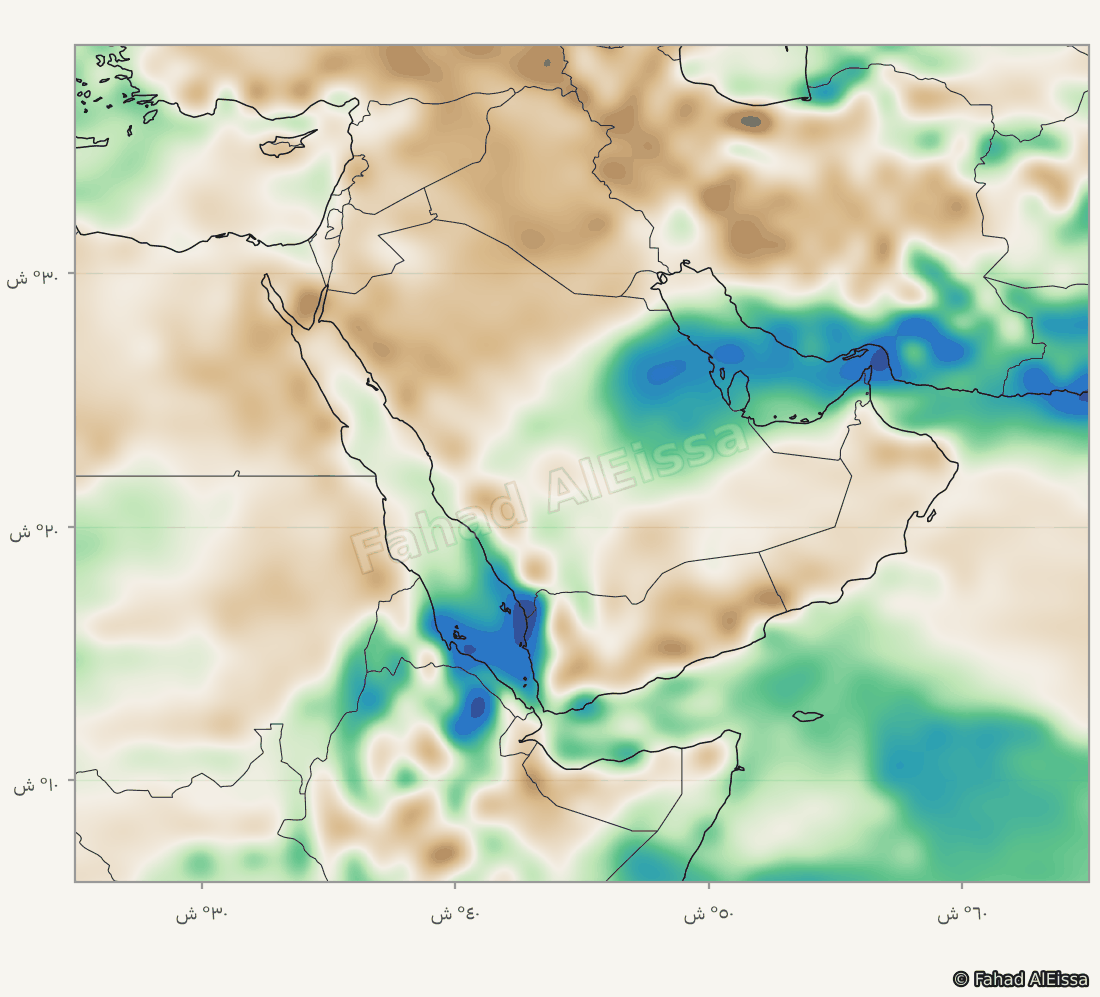 °٣٠ ش
°٢٠ ش
°١٠ ش
Fahad AlEissa
°٣٠ ش
°٤٠ ش
°٥٠ ش
°٦٠ ش
© Fahad AlEissa